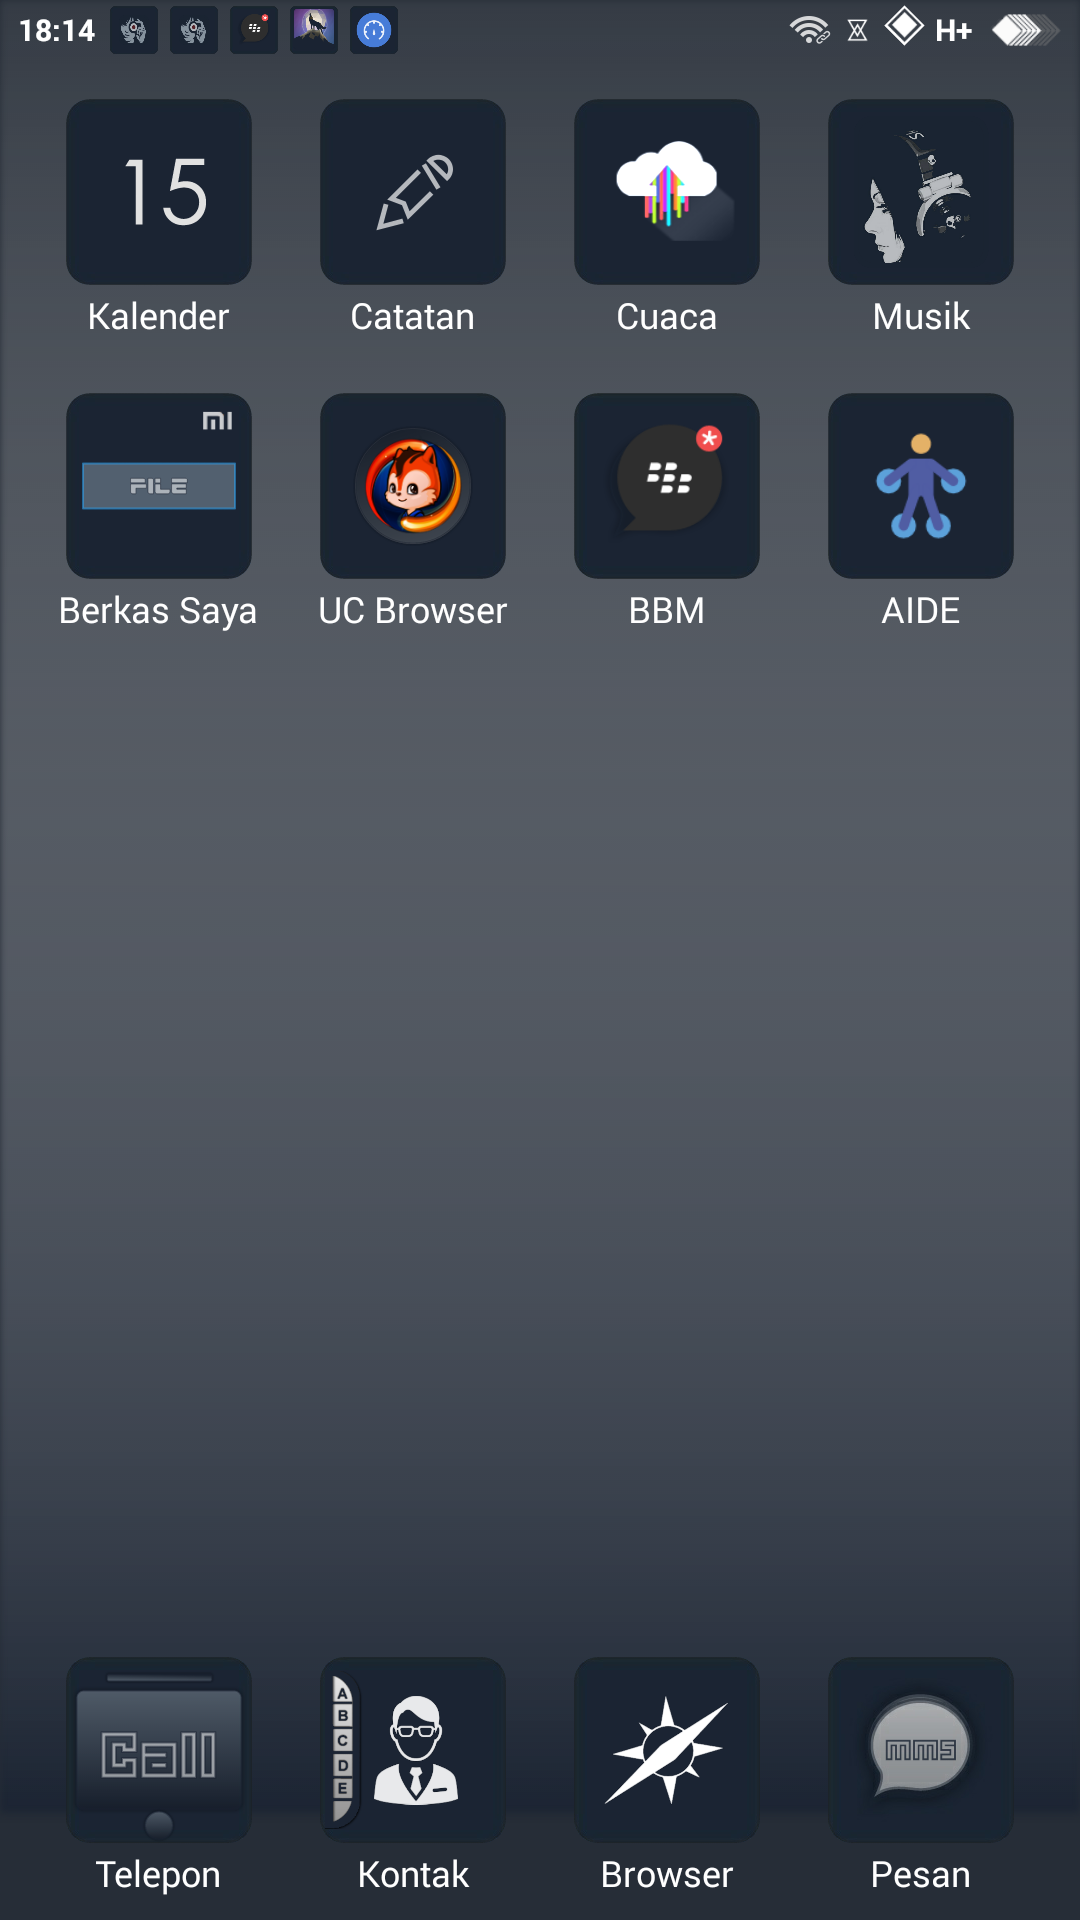 18:14 H+
15
Kalender Catatan Cuaca Musik
MI
FILE
Berkas Saya UC Browser BBM AIDE
Call A B C D E mms
Telepon Kontak Browser Pesan